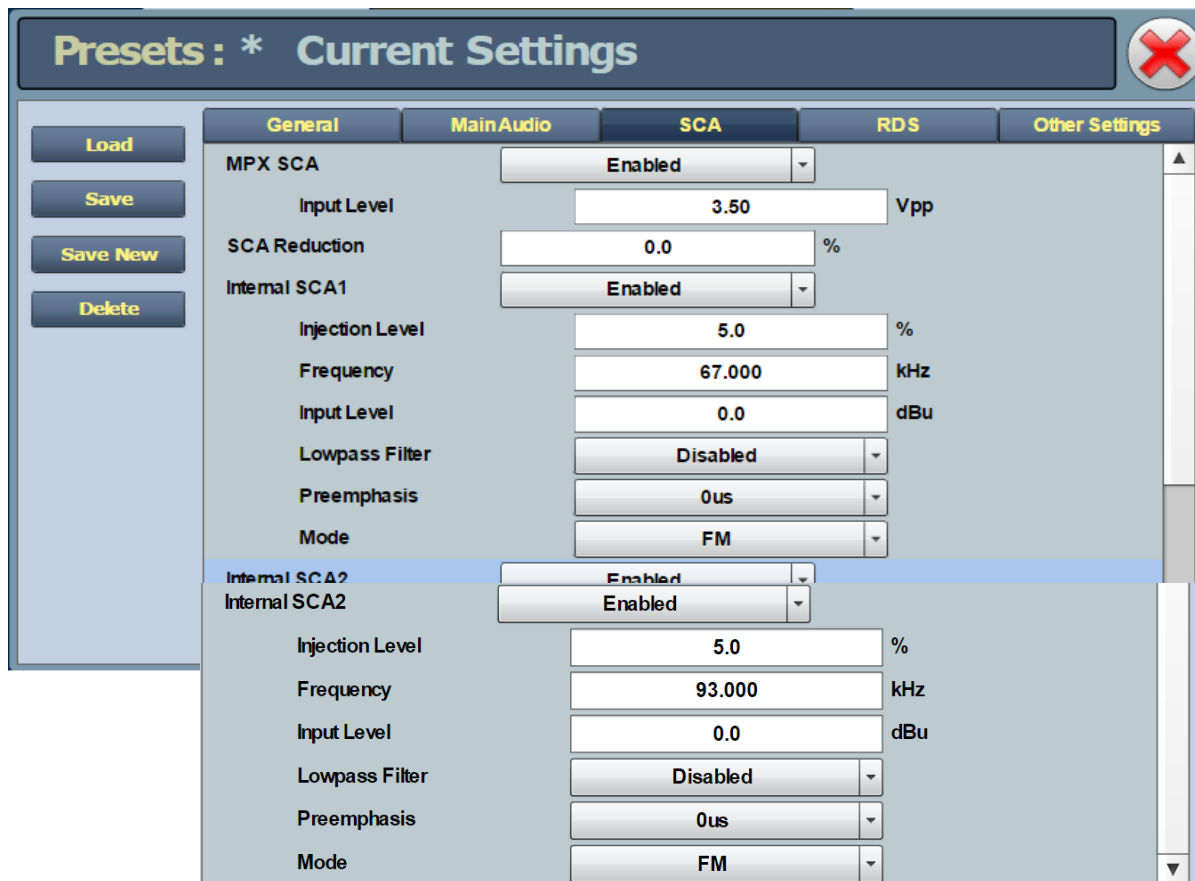 Presets: * Current Settings
Load
Save
Save New
Delete
General Main Audio SCA RDS Other Settings
MPX SCA Enabled
Input Level 3.50 Vpp
SCA Reduction 0.0 %
Internal SCA1 Enabled
Injection Level 5.0 %
Frequency 67.000 kHz
Input Level 0.0 dBu
Lowpass Filter Disabled
Preemphasis 0us
Mode FM
Internal SCA2 Enabled
Internal SCA2 Enabled
Injection Level 5.0 %
Frequency 93.000 kHz
Input Level 0.0 dBu
Lowpass Filter Disabled
Preemphasis 0us
Mode FM